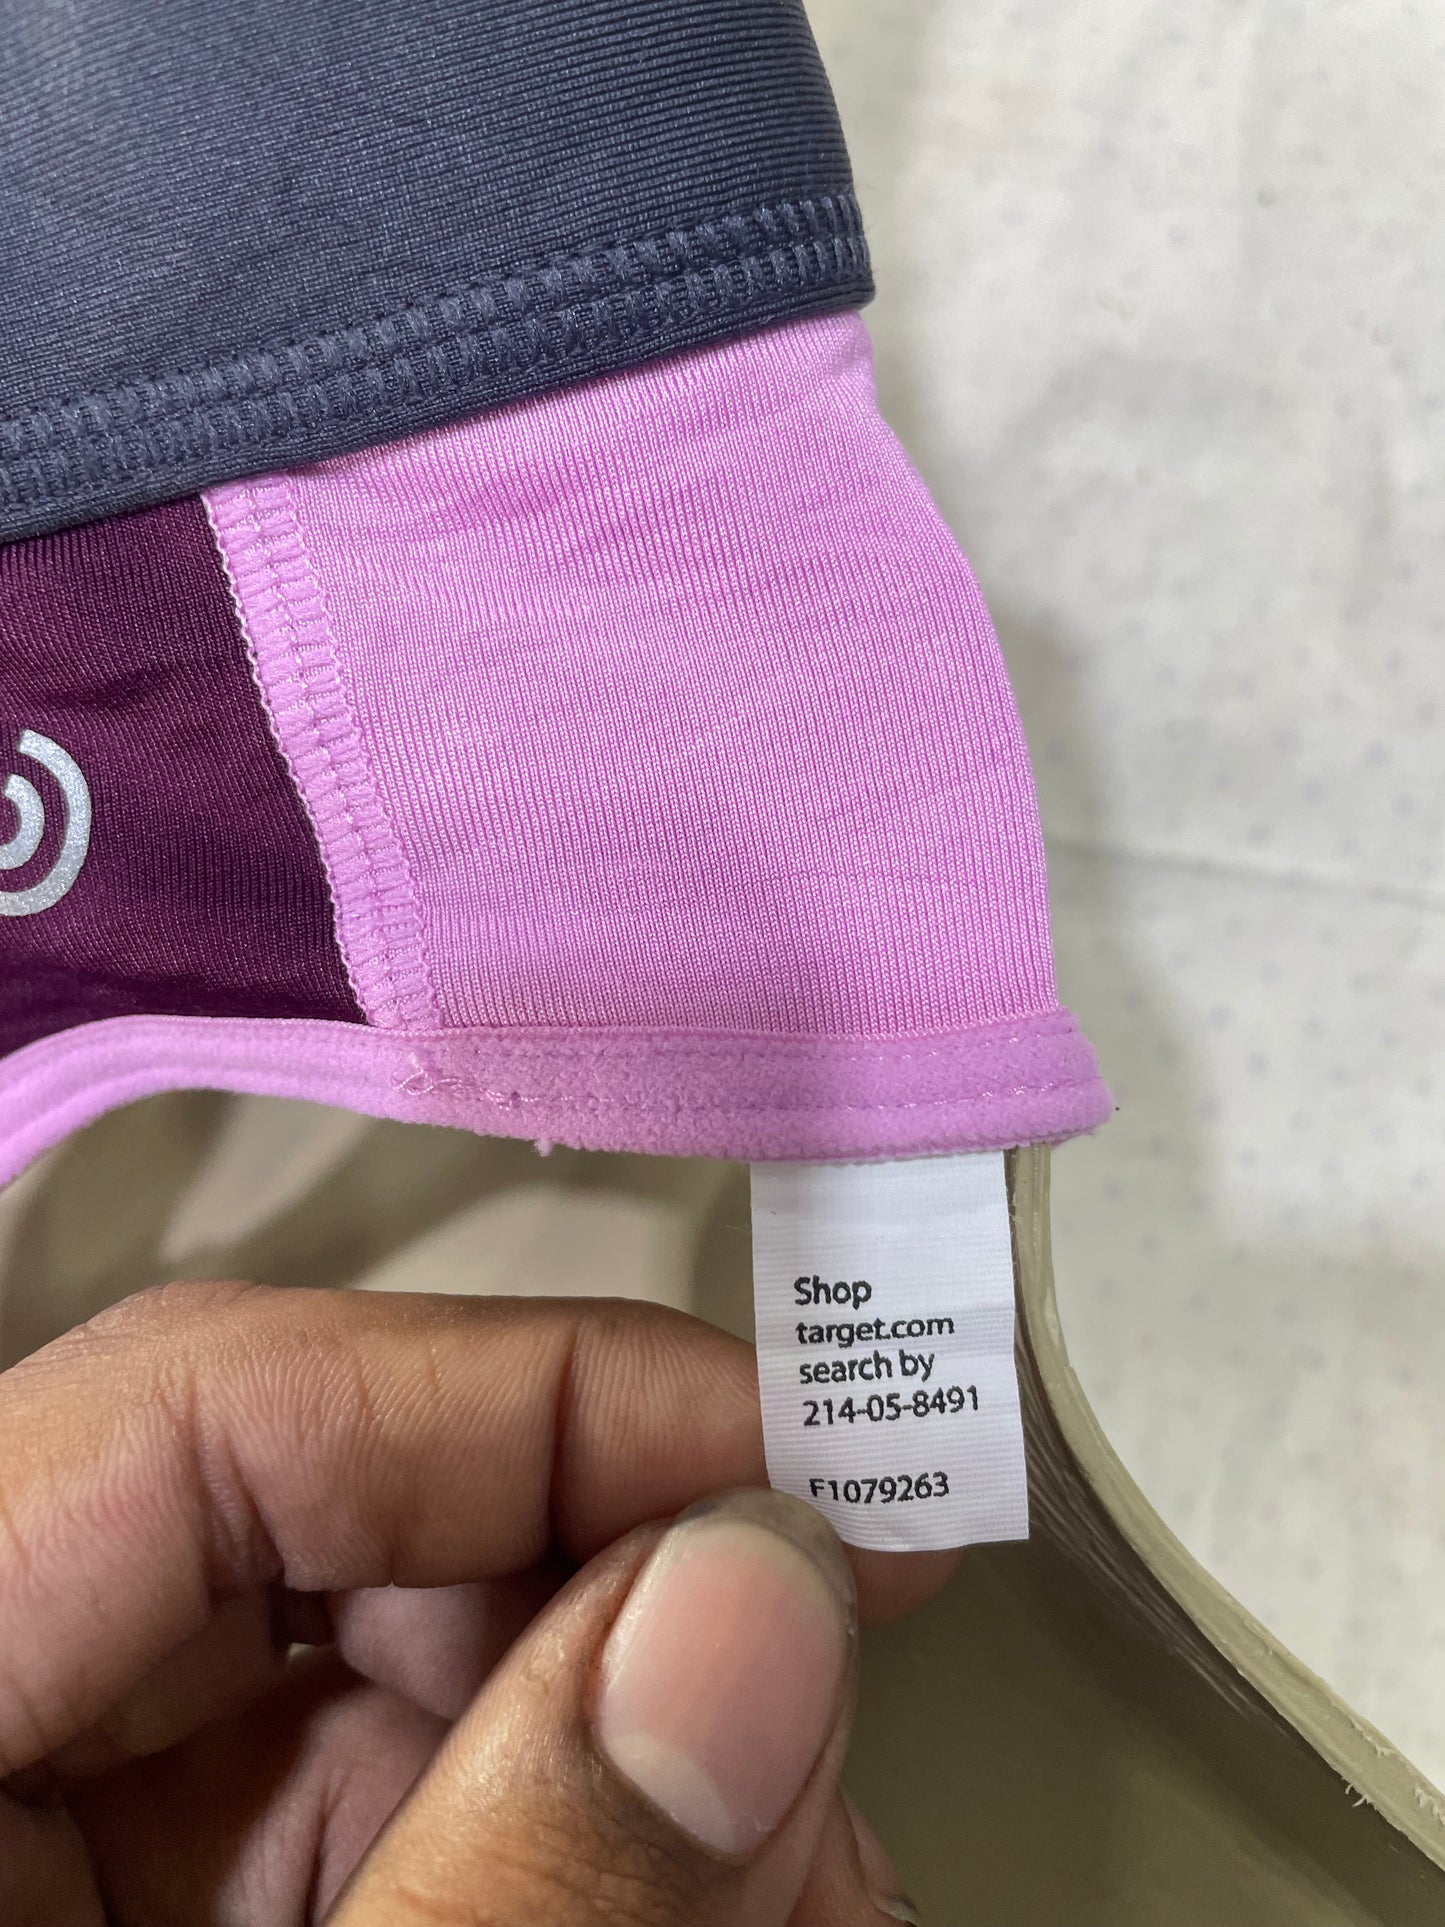 Shop
target.com
search by
214-05-8491
F1079263